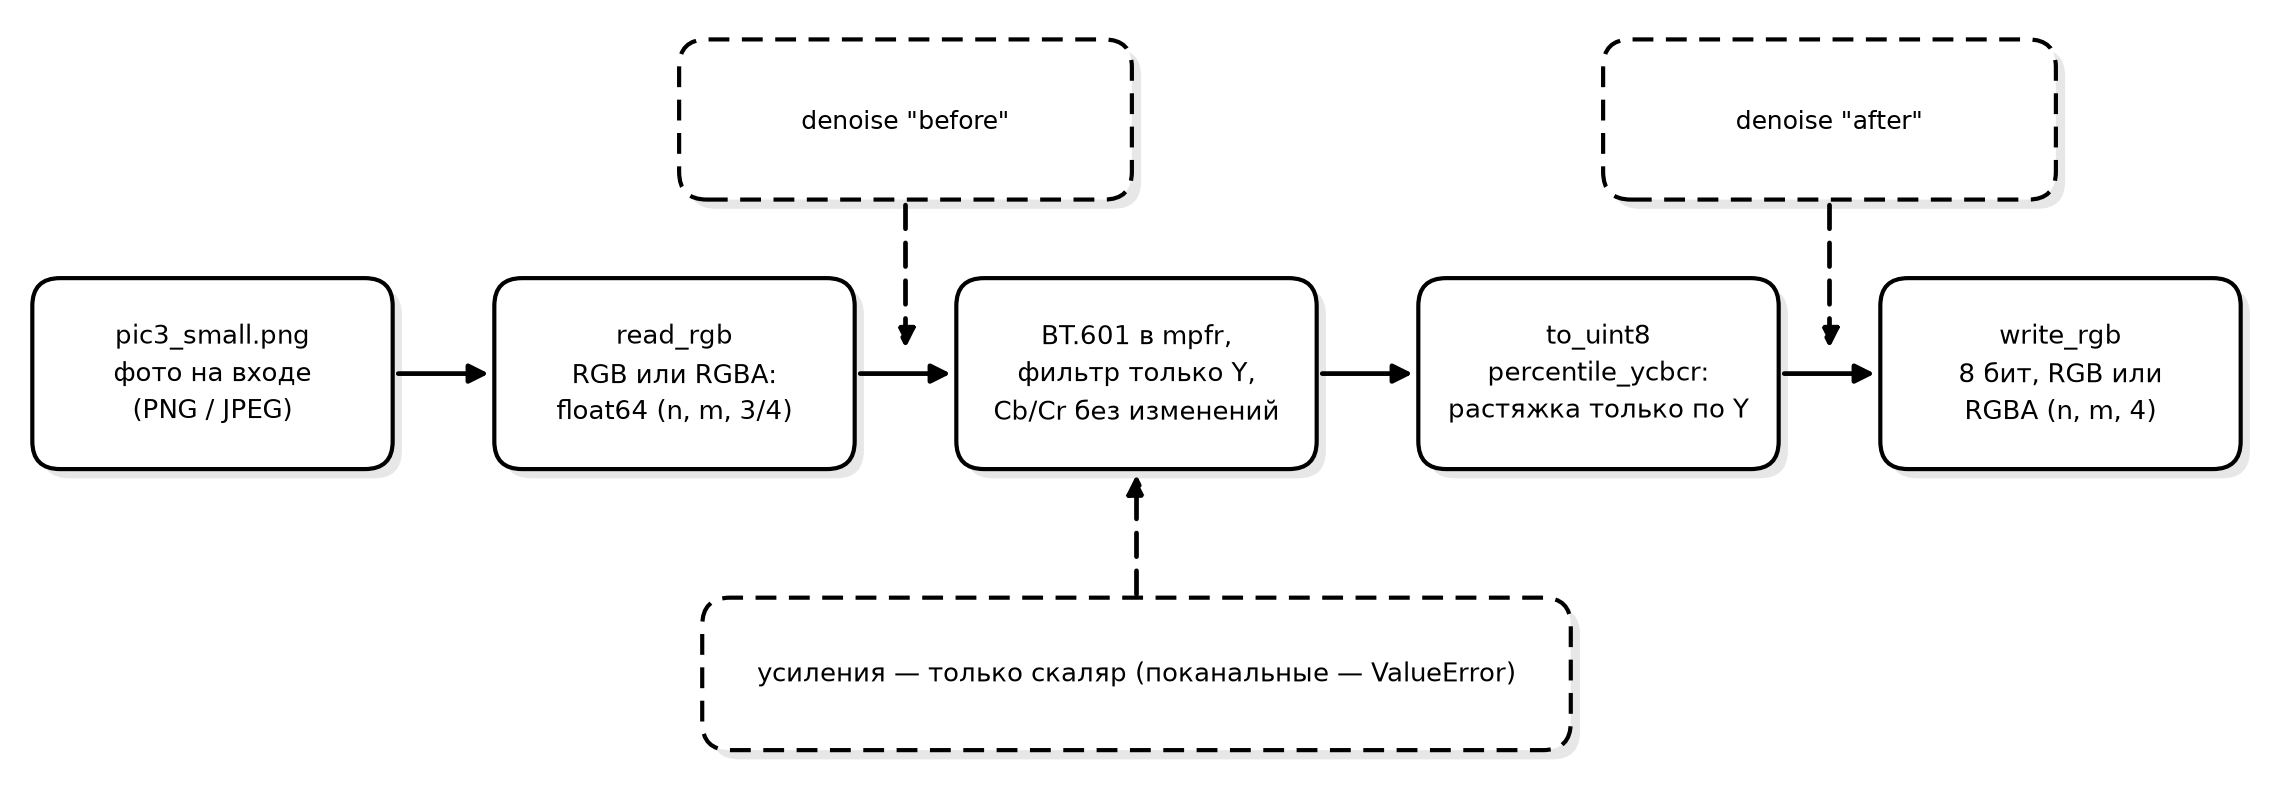 denoise "before"
denoise "after"
pic3_small.png
фото на входе
(PNG / JPEG)
read_rgb
RGB или RGBA:
float64 (n, m, 3/4)
BT.601 в mpfr,
фильтр только Y,
Cb/Cr без изменений
to_uint8
percentile_ycbcr:
растяжка только по Y
write_rgb
8 бит, RGB или
RGBA (n, m, 4)
усиления — только скаляр (поканальные — ValueError)